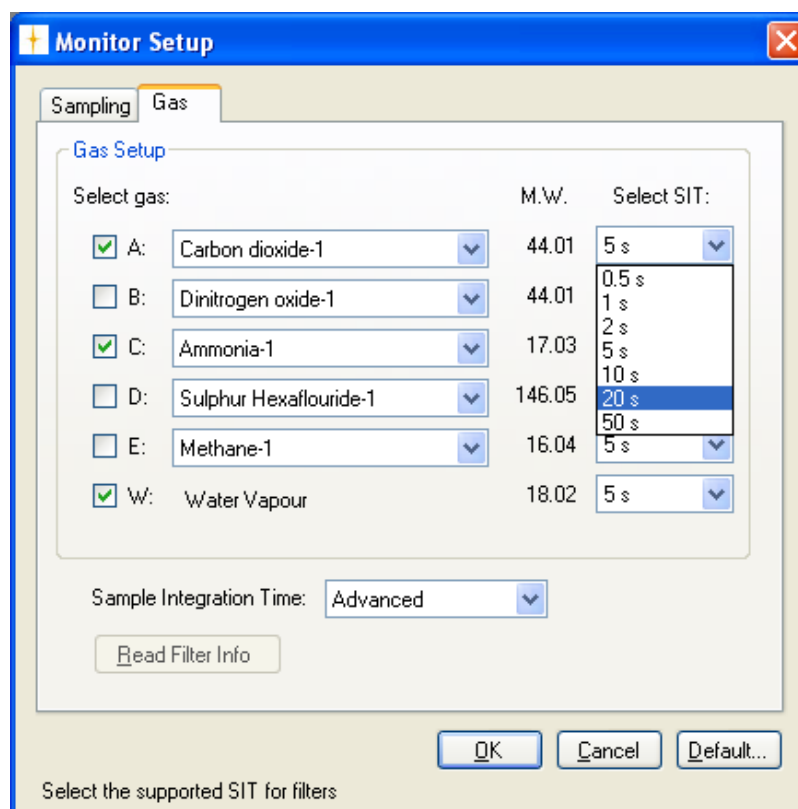 Monitor Setup
Sampling Gas
Gas Setup
Select gas: M.W. Select SIT:
A: Carbon dioxide-1 44.01 5 s
0.5 s
B: Dinitrogen oxide-1 44.01 1 s
2 s
C: Ammonia-1 17.03 5 s
10 s
D: Sulphur Hexaflouride-1 146.05 20 s
50 s
E: Methane-1 16.04 5 s
W: Water Vapour 18.02 5 s
Sample Integration Time: Advanced
Read Filter Info
OK Cancel Default...
Select the supported SIT for filters